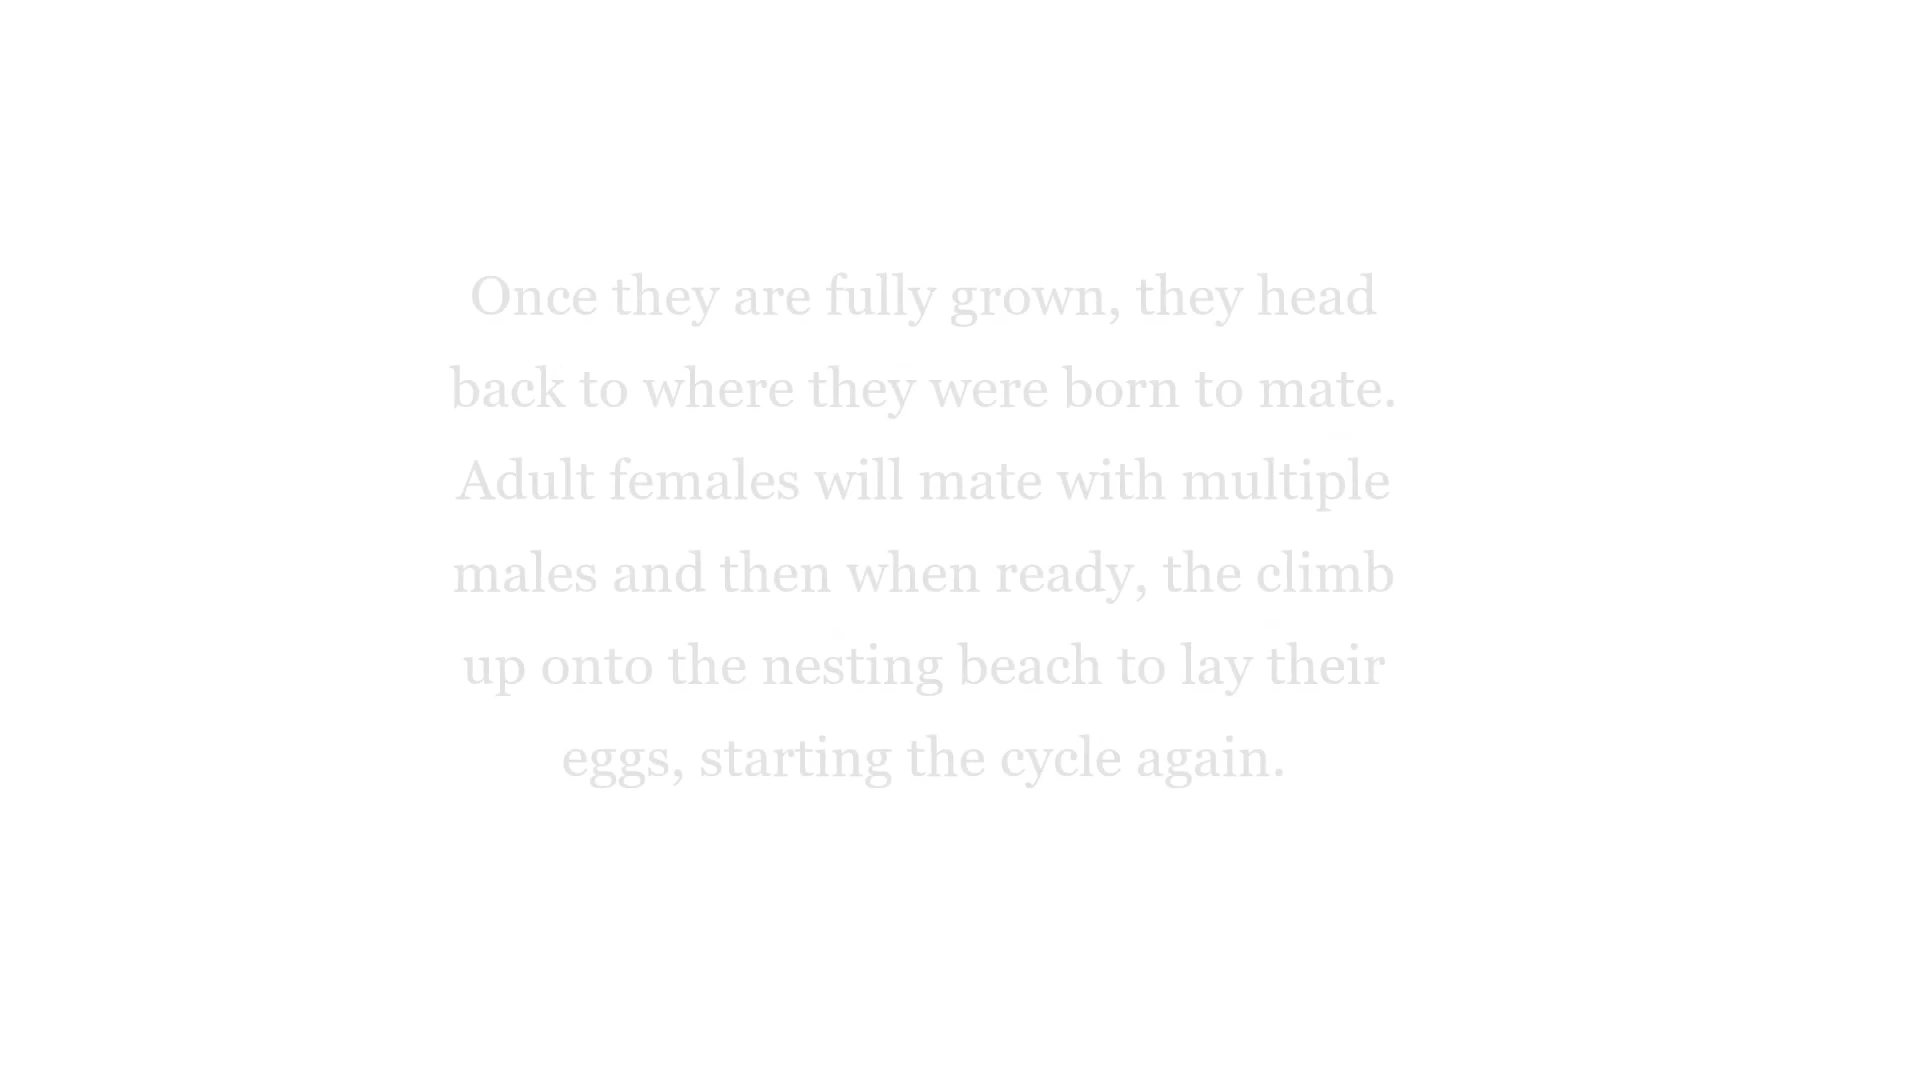 Once they are fully grown, they head
back to where they were born to mate.
Adult females will mate with multiple
males and then when ready, the climb
up onto the nesting beach to lay their
eggs, starting the cycle again.